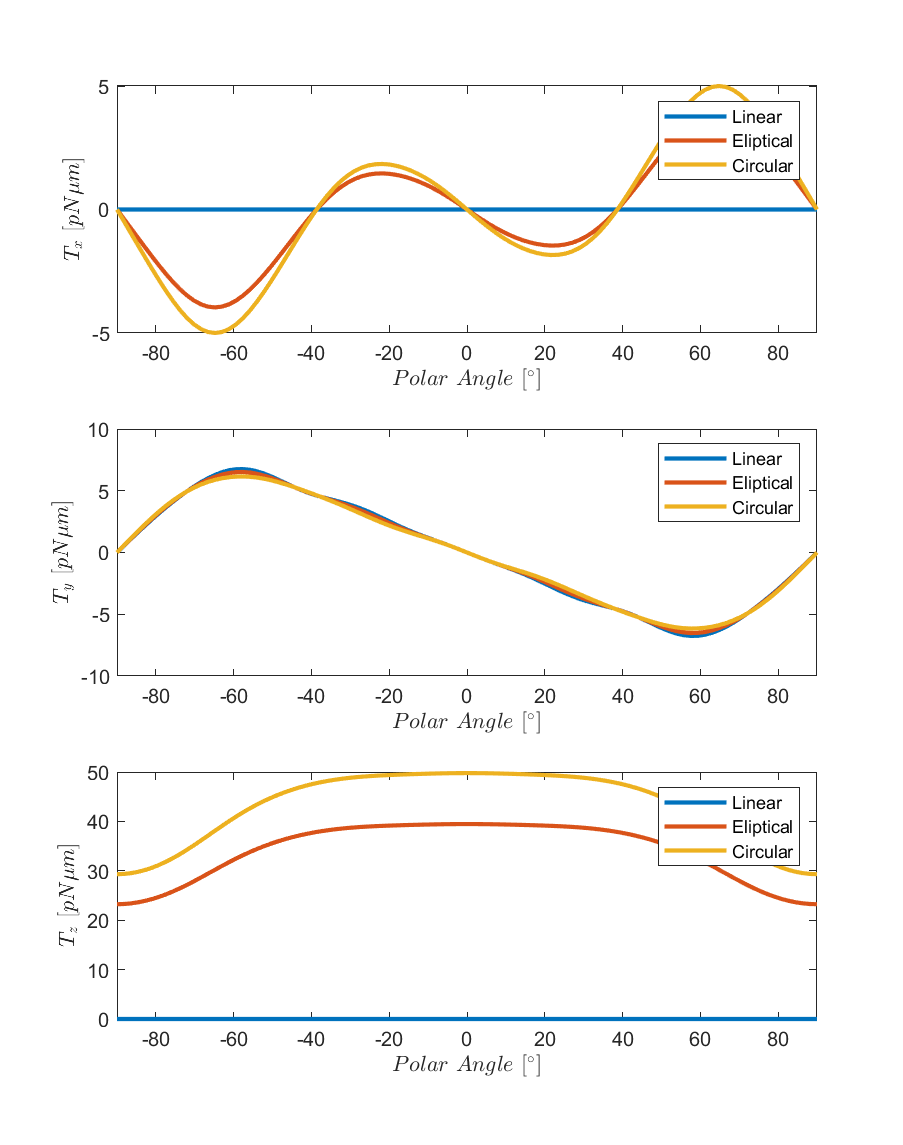 5
0
-5
T_x [pNμm]
Linear
Eliptical
Circular
-80 -60 -40 -20 0 20 40 60 80
Polar Angle [°]
10
5
0
-5
-10
T_y [pNμm]
Linear
Eliptical
Circular
-80 -60 -40 -20 0 20 40 60 80
Polar Angle [°]
50
40
30
20
10
0
T_z [pNμm]
Linear
Eliptical
Circular
-80 -60 -40 -20 0 20 40 60 80
Polar Angle [°]